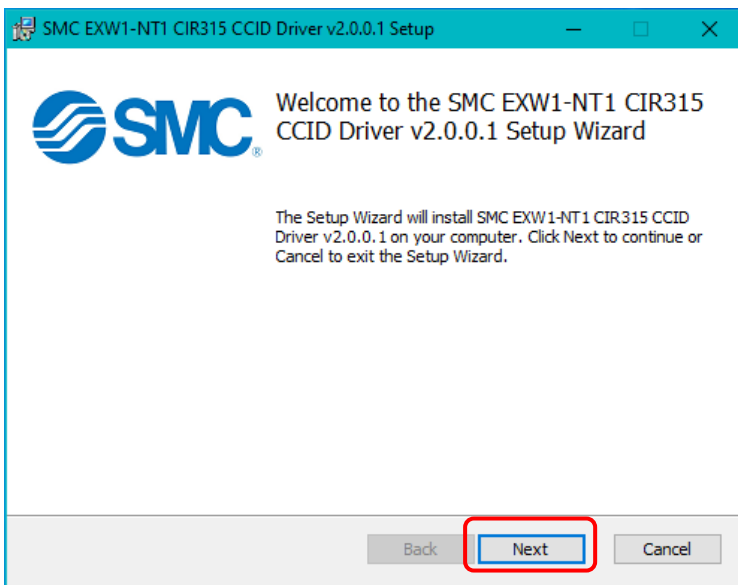 SMC EXW1-NT1 CIR315 CCID Driver v2.0.0.1 Setup
SMC®
Welcome to the SMC EXW1-NT1 CIR315
CCID Driver v2.0.0.1 Setup Wizard
The Setup Wizard will install SMC EXW1-NT1 CIR315 CCID
Driver v2.0.0.1 on your computer. Click Next to continue or
Cancel to exit the Setup Wizard.
Back Next Cancel